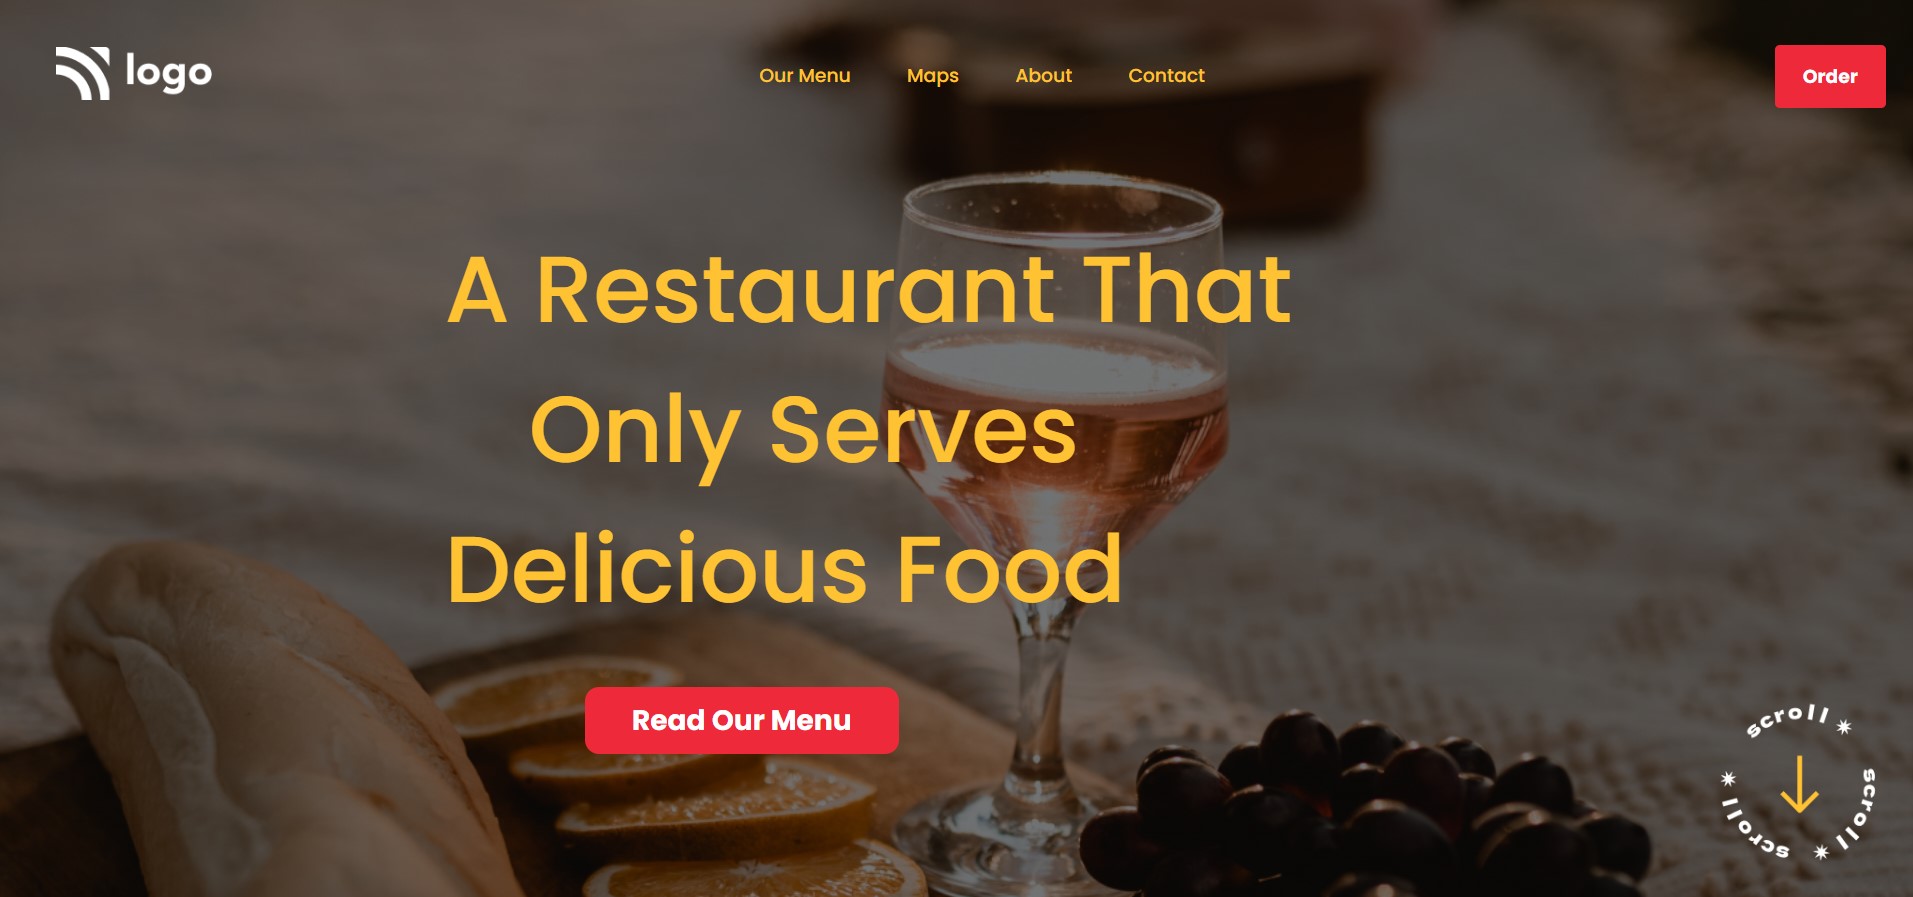 logo
Our Menu Maps About Contact
Order
A Restaurant That
Only Serves
Delicious Food
Read Our Menu
scroll
scroll
scroll